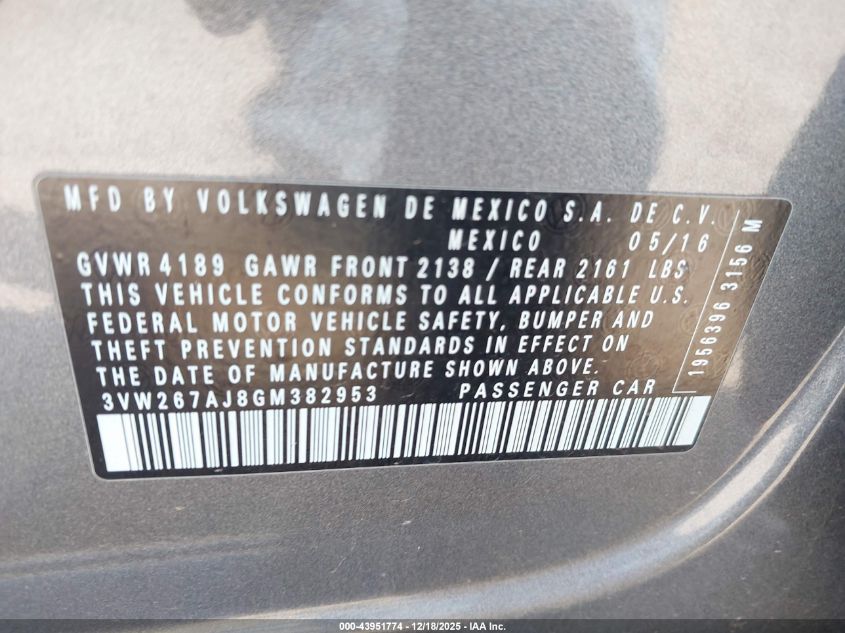 MFD BY VOLKSWAGEN DE MEXICO S.A. DE C.V.
MEXICO 05/16
GVWR 4189 GAWR FRONT 2138 / REAR 2161 LBS
THIS VEHICLE CONFORMS TO ALL APPLICABLE U.S.
FEDERAL MOTOR VEHICLE SAFETY, BUMPER AND
THEFT PREVENTION STANDARDS IN EFFECT ON
THE DATE OF MANUFACTURE SHOWN ABOVE.
3VW267AJ8GM382953 PASSENGER CAR
1956396 3156 M
000-43951774 - 12/18/2025 - IAA Inc.